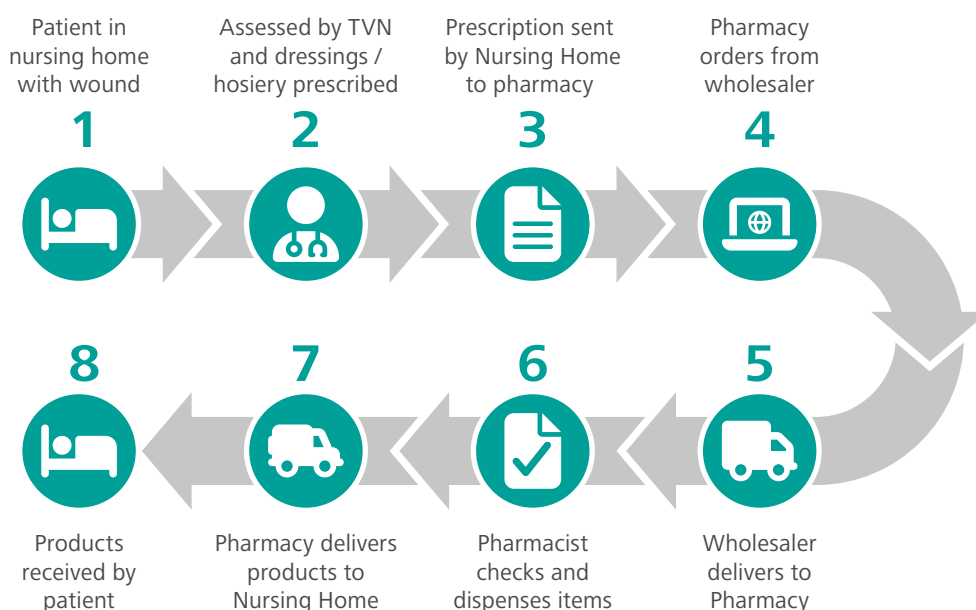 Patient in
nursing home
with wound
1
Assessed by TVN
and dressings /
hosiery prescribed
2
Prescription sent
by Nursing Home
to pharmacy
3
Pharmacy
orders from
wholesaler
4
5
Wholesaler
delivers to
Pharmacy
6
Pharmacist
checks and
dispenses items
7
Pharmacy delivers
products to
Nursing Home
8
Products
received by
patient